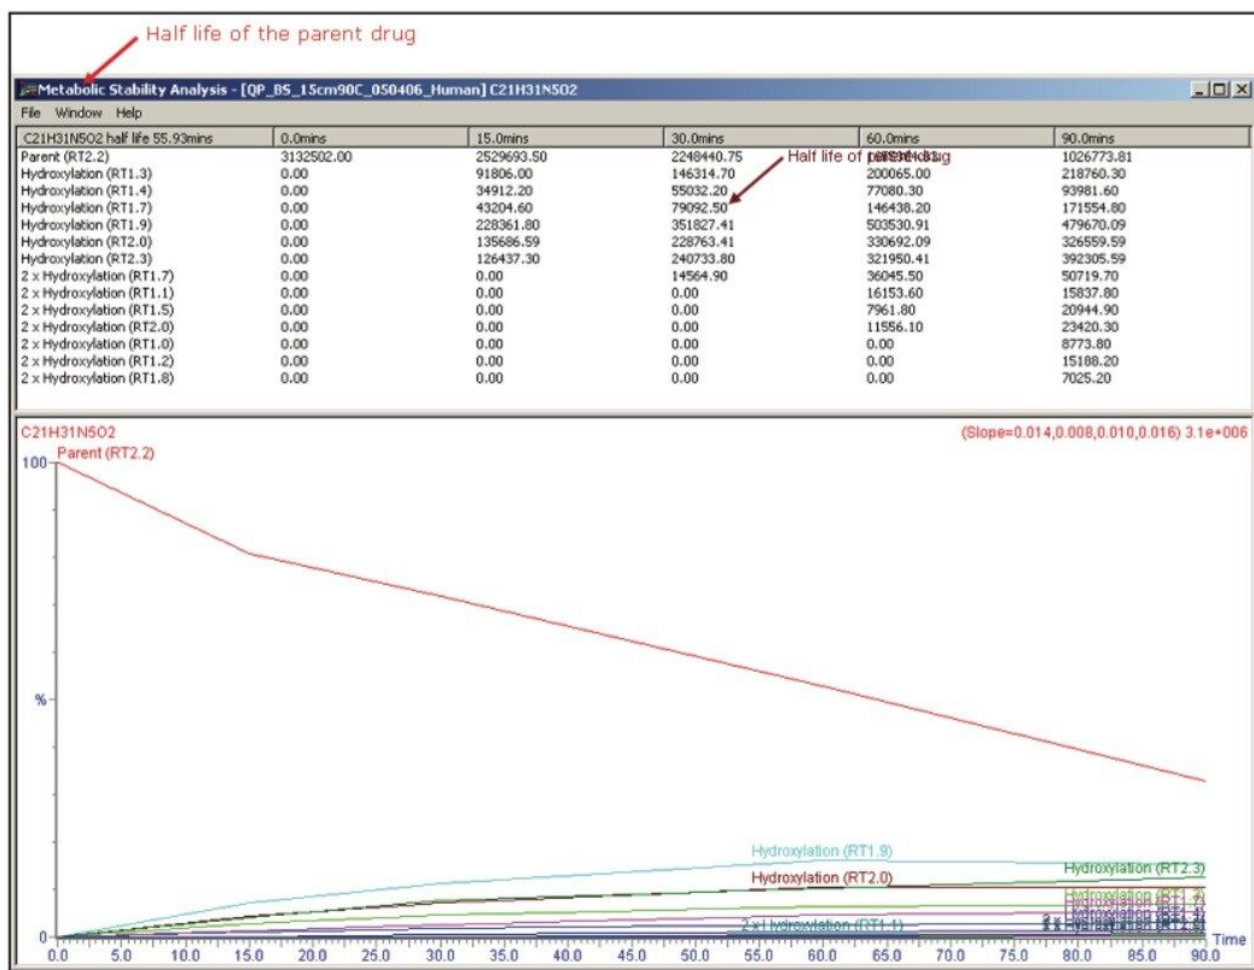 Half life of the parent drug
Metabolic Stability Analysis - [QP_BS_15cm90C_050406_Human] C21H31N5O2
File Window Help
C21H31N5O2 half life 55.93mins 0.0mins 15.0mins 30.0mins 60.0mins 90.0mins
Parent (RT2.2) 3132502.00 2529693.50 2248440.75 1026773.81
Half life of drug
Hydroxylation (RT1.3) 0.00 91806.00 146314.70 200065.00 218760.30
Hydroxylation (RT1.4) 0.00 34912.20 55032.20 77080.30 93981.60
Hydroxylation (RT1.7) 0.00 43204.60 79092.50 146438.20 171554.80
Hydroxylation (RT1.9) 0.00 228361.80 351827.41 503530.91 479670.09
Hydroxylation (RT2.0) 0.00 135686.59 228763.41 330692.09 326559.59
Hydroxylation (RT2.3) 0.00 126437.30 240733.80 321950.41 392305.59
2 x Hydroxylation (RT1.7) 0.00 0.00 14564.90 36045.50 50719.70
2 x Hydroxylation (RT1.1) 0.00 0.00 0.00 16153.60 15837.80
2 x Hydroxylation (RT1.5) 0.00 0.00 0.00 7961.80 20944.90
2 x Hydroxylation (RT2.0) 0.00 0.00 0.00 11556.10 23420.30
2 x Hydroxylation (RT1.0) 0.00 0.00 0.00 0.00 8773.80
2 x Hydroxylation (RT1.2) 0.00 0.00 0.00 0.00 15188.20
2 x Hydroxylation (RT1.8) 0.00 0.00 0.00 0.00 7025.20
C21H31N5O2 (Slope=0.014,0.008,0.010,0.016) 3.1e+006
Parent (RT2.2)
100
%
Hydroxylation (RT1.9)
Hydroxylation (RT2.3)
Hydroxylation (RT2.0)
Hydroxylation (RT1.3)
2 x Hydroxylation (RT1.1)
0
Time
0.0 5.0 10.0 15.0 20.0 25.0 30.0 35.0 40.0 45.0 50.0 55.0 60.0 65.0 70.0 75.0 80.0 85.0 90.0